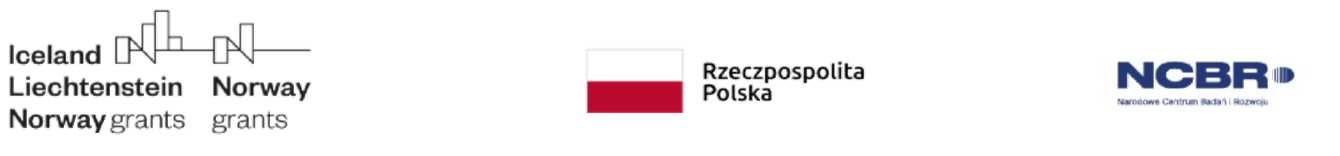 Iceland
Liechtenstein
Norway grants
Norway
grants
Rzeczpospolita
Polska
NCBR
Narodowe Centrum Badań i Rozwoju